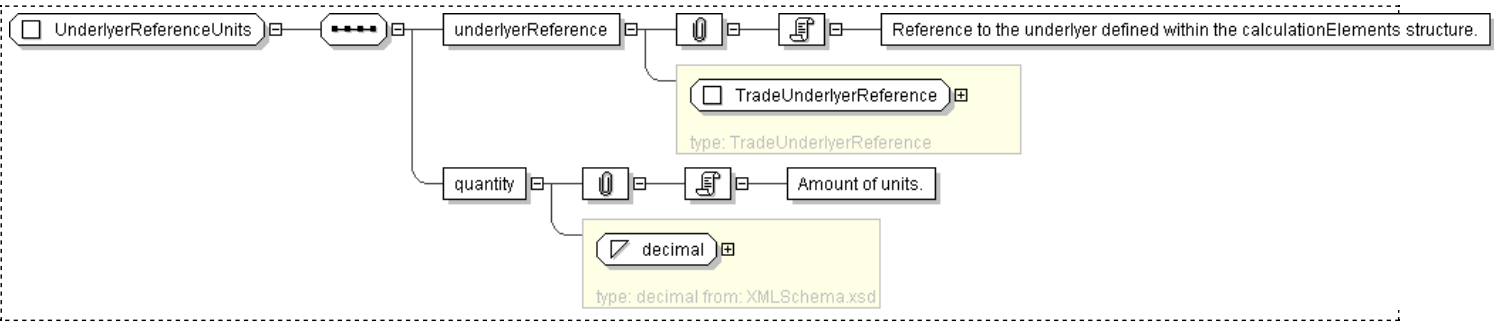 UnderlyerReferenceUnits
underlyerReference
Reference to the underlyer defined within the calculationElements structure.
TradeUnderlyerReference
type: TradeUnderlyerReference
quantity
Amount of units.
decimal
type: decimal from: XMLSchema.xsd